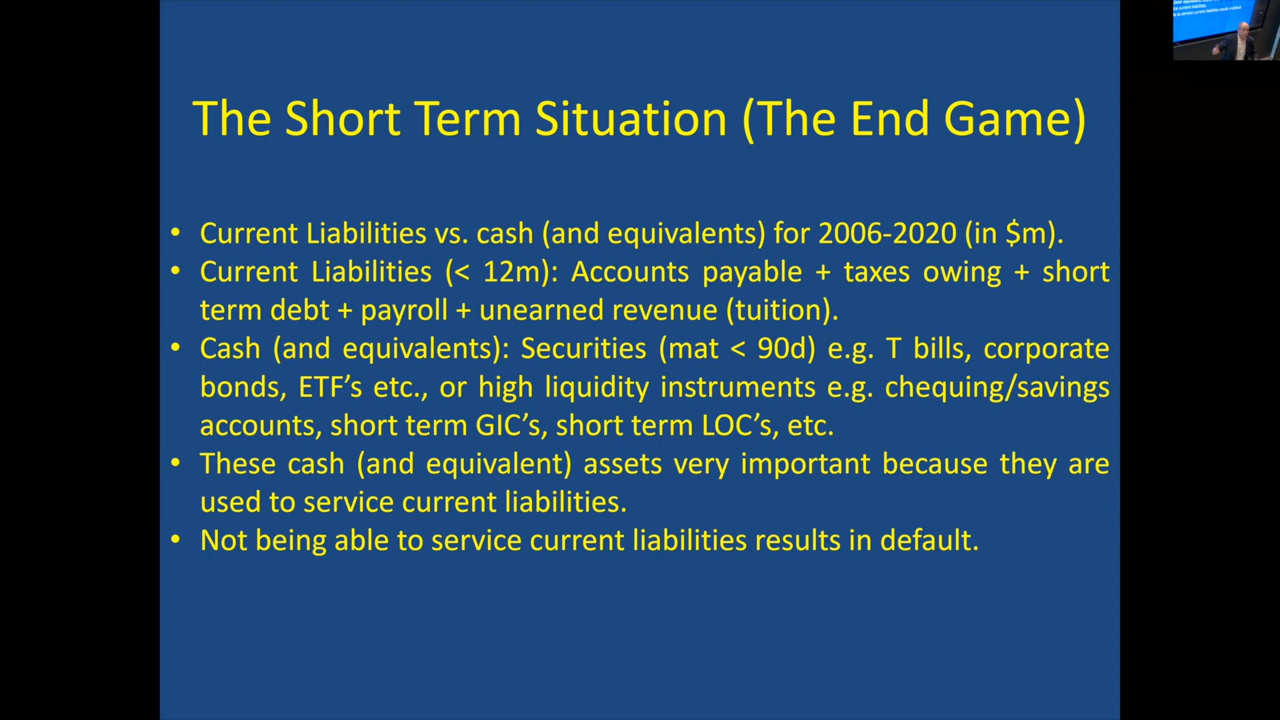 The Short Term Situation (The End Game)
• Current Liabilities vs. cash (and equivalents) for 2006-2020 (in $m).
• Current Liabilities (< 12m): Accounts payable + taxes owing + short
term debt + payroll + unearned revenue (tuition).
• Cash (and equivalents): Securities (mat < 90d) e.g. T bills, corporate
bonds, ETF's etc., or high liquidity instruments e.g. chequing/savings
accounts, short term GIC's, short term LOC's, etc.
• These cash (and equivalent) assets very important because they are
used to service current liabilities.
• Not being able to service current liabilities results in default.